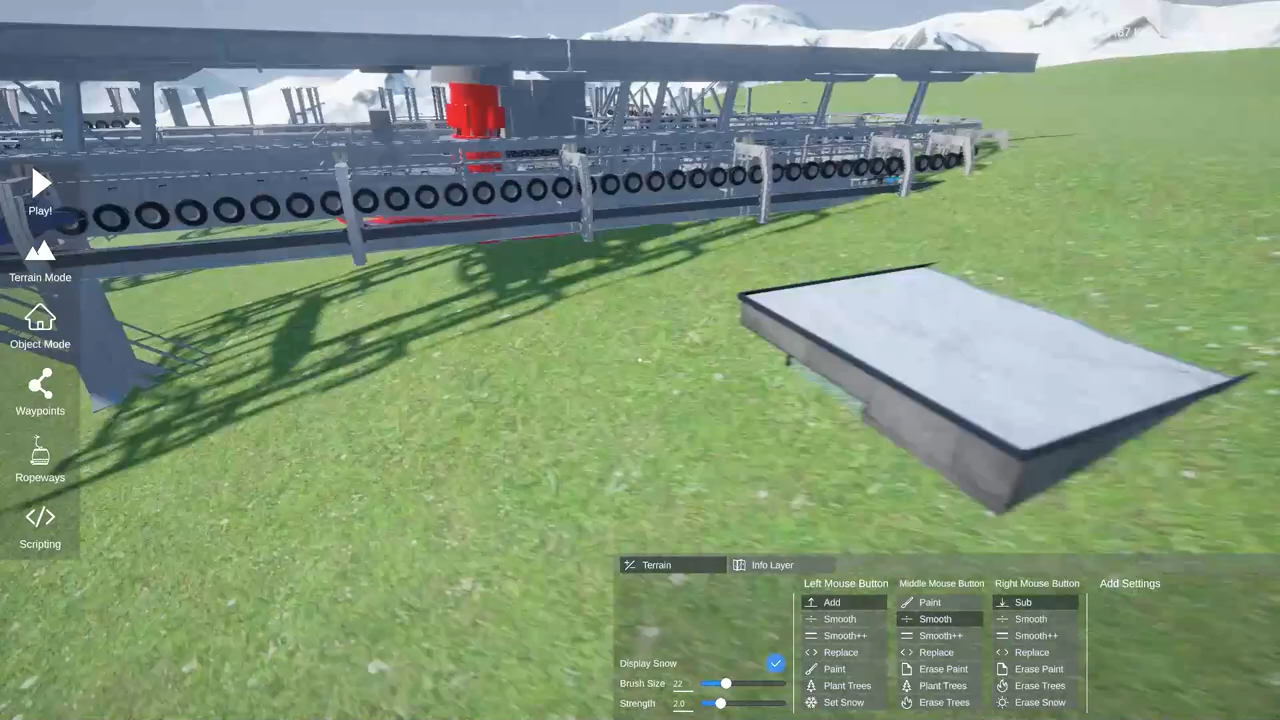 Play!
Terrain Mode
Object Mode
Waypoints
Ropeways
Scripting
Terrain
Info Layer
Display Snow
Brush Size 22
Strength 2.0
Left Mouse Button
Add
Smooth
Smooth++
Replace
Paint
Plant Trees
Set Snow
Middle Mouse Button
Paint
Smooth
Smooth++
Replace
Erase Paint
Plant Trees
Erase Trees
Right Mouse Button
Sub
Smooth
Smooth++
Replace
Erase Paint
Erase Trees
Erase Snow
Add Settings